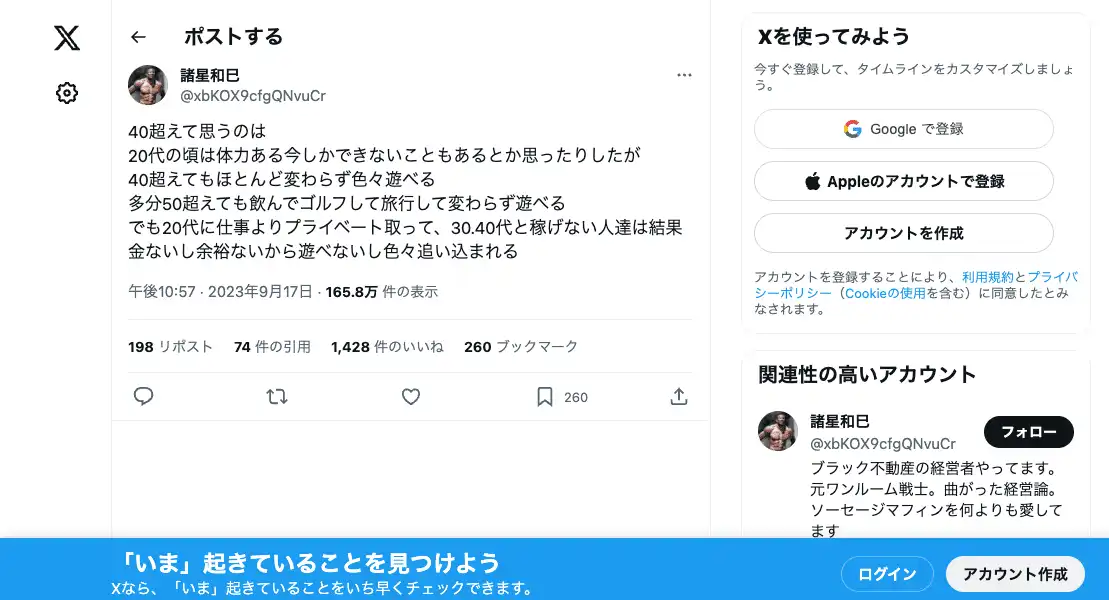 ポストする
諸星和巳
@xbKOX9cfgQNvuCr
40超えて思うのは
20代の頃は体力ある今しかできないこともあるとか思ったりしたが
40超えてもほとんど変わらず色々遊べる
多分50超えても飲んでゴルフして旅行して変わらず遊べる
でも20代に仕事よりプライベート取って、30.40代と稼げない人達は結果
金ないし余裕ないから遊べないし色々追い込まれる
午後10:57 · 2023年9月17日 · 165.8万 件の表示
198 リポスト 74 件の引用 1,428 件のいいね 260 ブックマーク
260
Xを使ってみよう
今すぐ登録して、タイムラインをカスタマイズしましょ
う。
Google で登録
Appleのアカウントで登録
アカウントを作成
アカウントを登録することにより、利用規約とプライバ
シーポリシー（Cookieの使用を含む）に同意したとみ
なされます。
関連性の高いアカウント
諸星和巳
@xbKOX9cfgQNvuCr
フォロー
ブラック不動産の経営者やってます。
元ワンルーム戦士。曲がった経営論。
ソーセージマフィンを何よりも愛して
ます
「いま」起きていることを見つけよう
Xなら、「いま」起きていることをいち早くチェックできます。
ログイン
アカウント作成